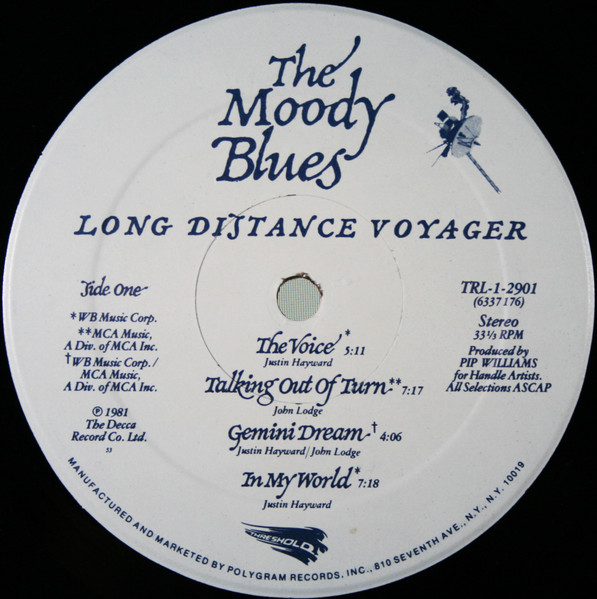 The
Moody
Blues
LONG DISTANCE VOYAGER
Side One
*WB Music Corp.
**MCA Music,
A Div. of MCA Inc.
†WB Music Corp./
MCA Music,
A Div. of MCA Inc.
℗ 1981
The Decca
Record Co. Ltd.
33
TRL-1-2901
(6337 176)
Stereo
33⅓ RPM
Produced by
PIP WILLIAMS
for Handle Artists.
All Selections ASCAP
The Voice* 5:11
Justin Hayward
Talking Out Of Turn** 7:17
John Lodge
Gemini Dream† 4:06
Justin Hayward/John Lodge
In My World* 7:18
Justin Hayward
THRESHOLD
MANUFACTURED AND MARKETED BY POLYGRAM RECORDS, INC., 810 SEVENTH AVE., N.Y., N.Y. 10019